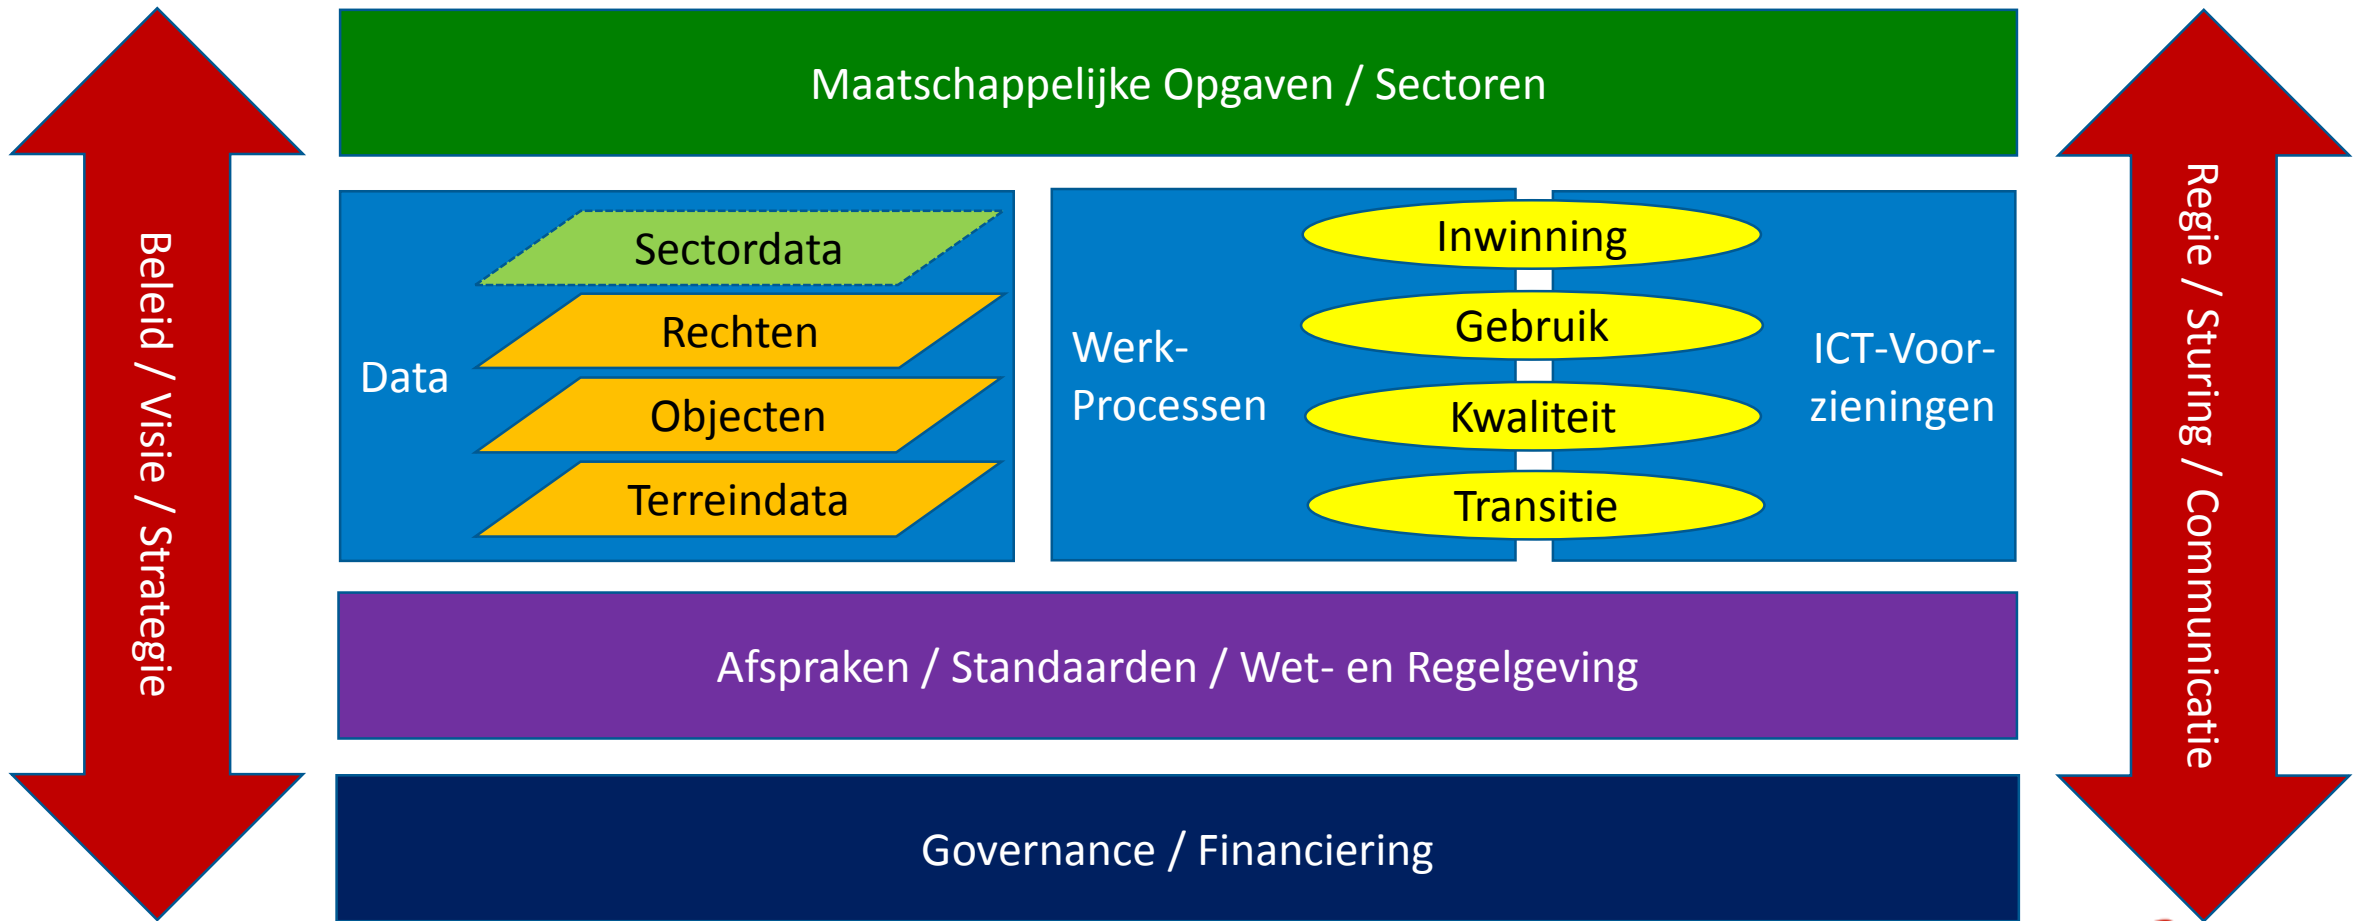 Maatschappelijke Opgaven / Sectoren
Beleid / Visie / Strategie
Data
Sectordata
Rechten
Objecten
Terreindata
Werk-
Processen
Inwinning
Gebruik
Kwaliteit
Transitie
ICT-Voor-
zieningen
Regie / Sturing / Communicatie
Afspraken / Standaarden / Wet- en Regelgeving
Governance / Financiering